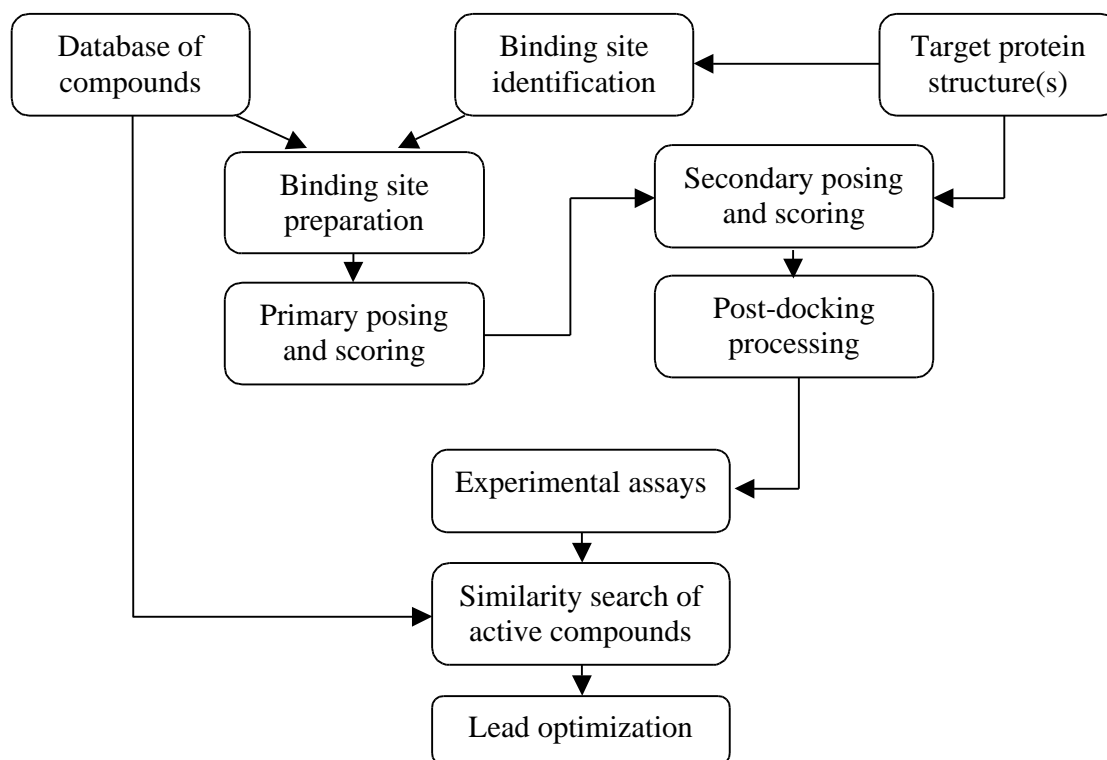 Database of
compounds
Binding site
identification
Target protein
structure(s)
Binding site
preparation
Secondary posing
and scoring
Primary posing
and scoring
Post-docking
processing
Experimental assays
Similarity search of
active compounds
Lead optimization